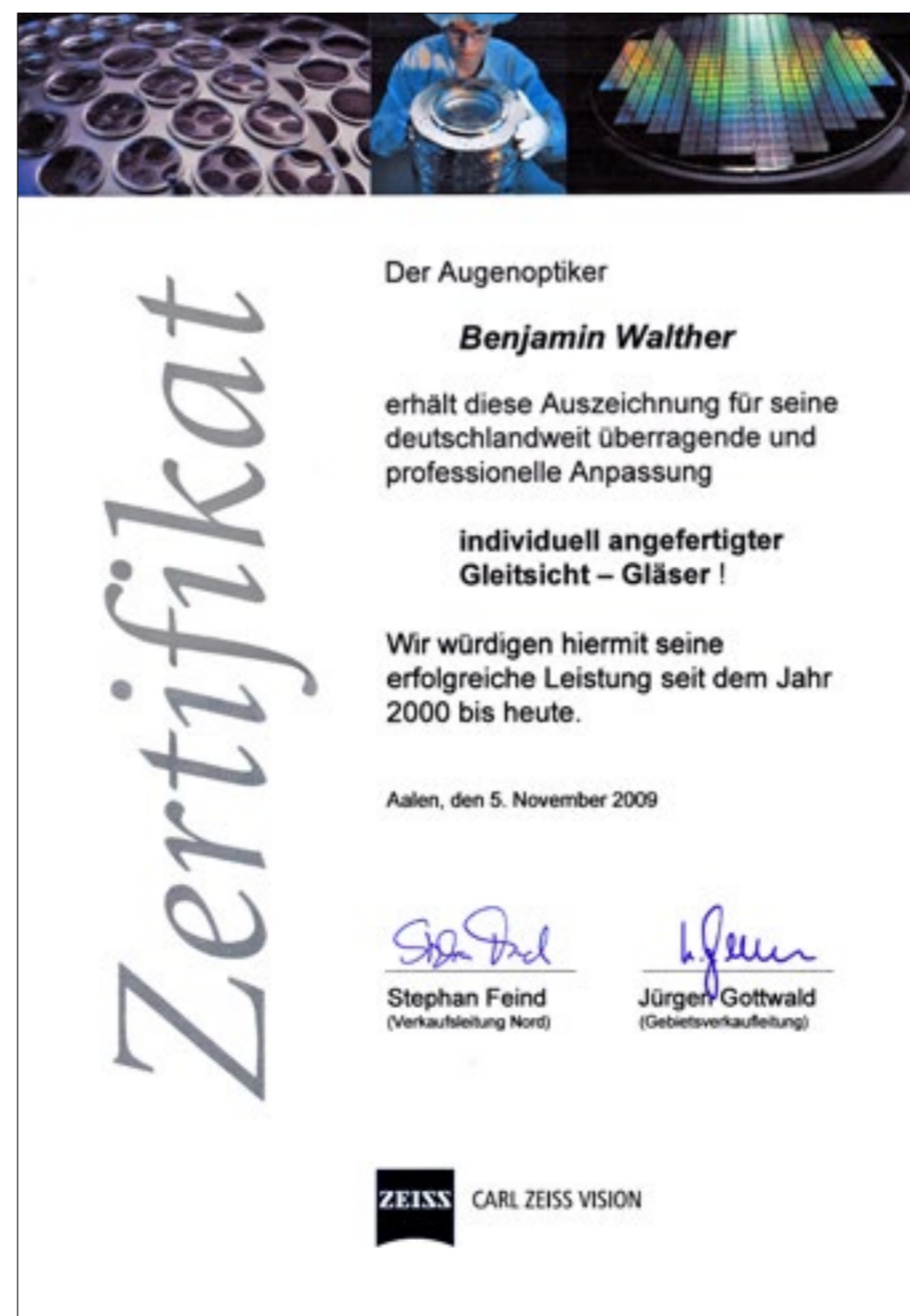 Zertifikat
Der Augenoptiker
Benjamin Walther
erhält diese Auszeichnung für seine
deutschlandweit überragende und
professionelle Anpassung
individuell angefertigter
Gleitsicht – Gläser !
Wir würdigen hiermit seine
erfolgreiche Leistung seit dem Jahr
2000 bis heute.
Aalen, den 5. November 2009
Stephan Feind
(Verkaufsleitung Nord)
Jürgen Gottwald
(Gebietsverkaufleitung)
ZEISS
CARL ZEISS VISION